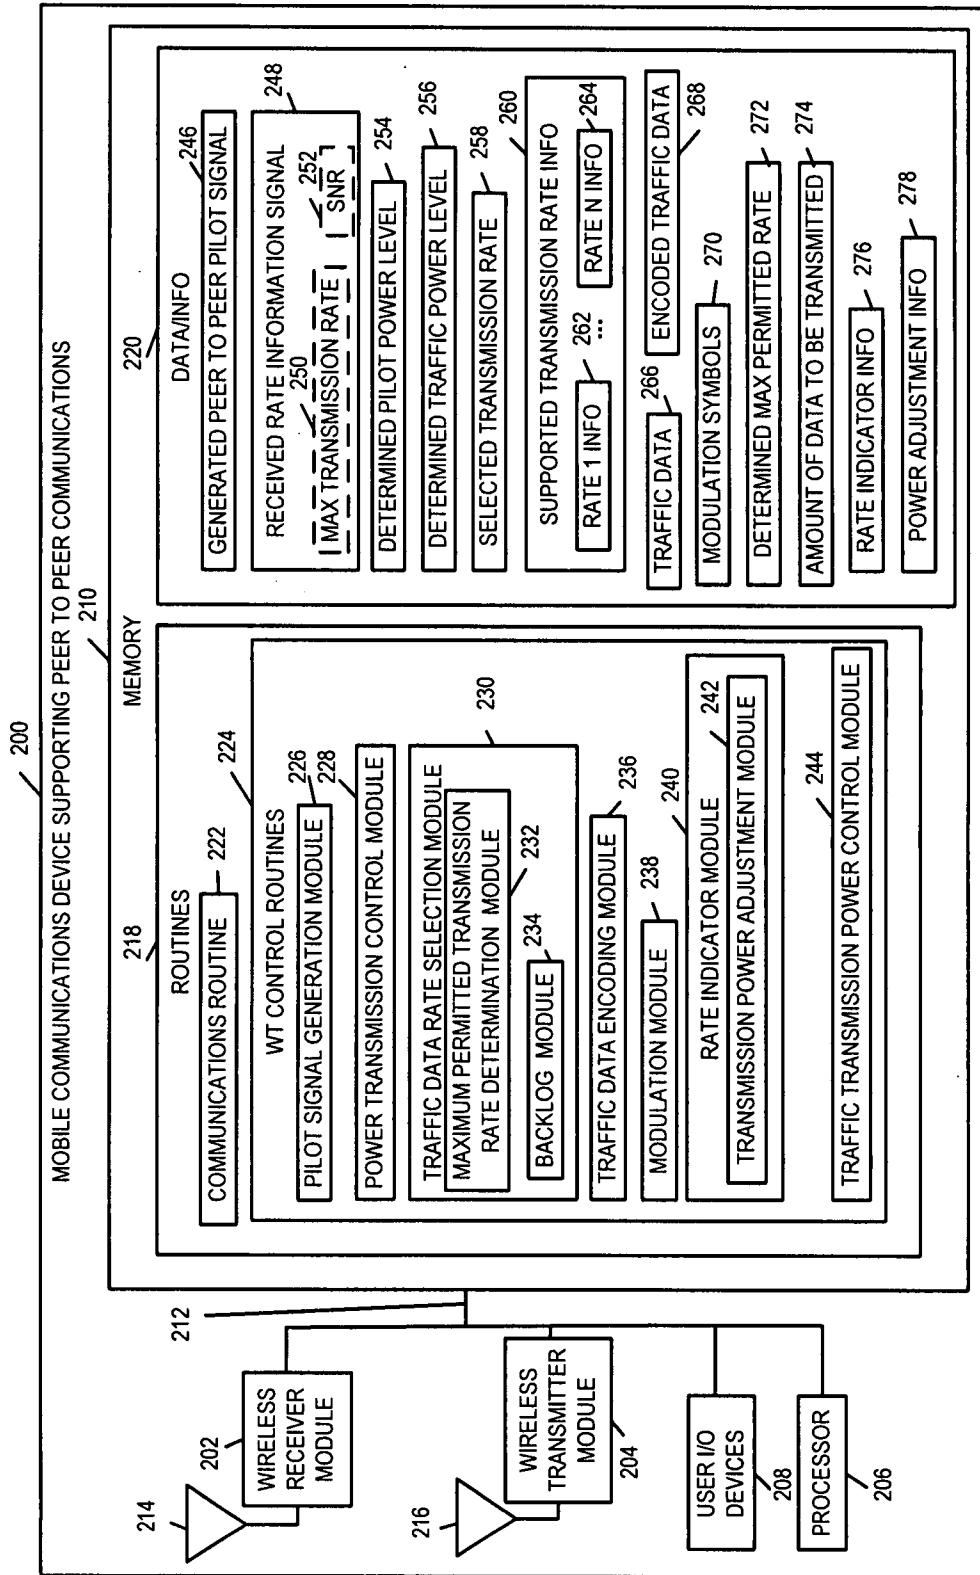 200
MOBILE COMMUNICATIONS DEVICE SUPPORTING PEER TO PEER COMMUNICATIONS
214
202
WIRELESS
RECEIVER
MODULE
216
WIRELESS
TRANSMITTER
MODULE
204
USER I/O
DEVICES
208
PROCESSOR
206
212
210
MEMORY
218
ROUTINES
COMMUNICATIONS ROUTINE
222
224
WT CONTROL ROUTINES
226
PILOT SIGNAL GENERATION MODULE
228
POWER TRANSMISSION CONTROL MODULE
230
TRAFFIC DATA RATE SELECTION MODULE
MAXIMUM PERMITTED TRANSMISSION
RATE DETERMINATION MODULE
232
234
BACKLOG MODULE
236
TRAFFIC DATA ENCODING MODULE
238
MODULATION MODULE
240
RATE INDICATOR MODULE
242
TRANSMISSION POWER ADJUSTMENT MODULE
244
TRAFFIC TRANSMISSION POWER CONTROL MODULE
220
DATA/INFO
246
GENERATED PEER TO PEER PILOT SIGNAL
248
RECEIVED RATE INFORMATION SIGNAL
250
252
MAX TRANSMISSION RATE
SNR
254
DETERMINED PILOT POWER LEVEL
256
DETERMINED TRAFFIC POWER LEVEL
258
SELECTED TRANSMISSION RATE
260
SUPPORTED TRANSMISSION RATE INFO
262
264
RATE 1 INFO
...
RATE N INFO
266
TRAFFIC DATA
ENCODED TRAFFIC DATA
268
270
MODULATION SYMBOLS
272
DETERMINED MAX PERMITTED RATE
274
AMOUNT OF DATA TO BE TRANSMITTED
276
RATE INDICATOR INFO
278
POWER ADJUSTMENT INFO